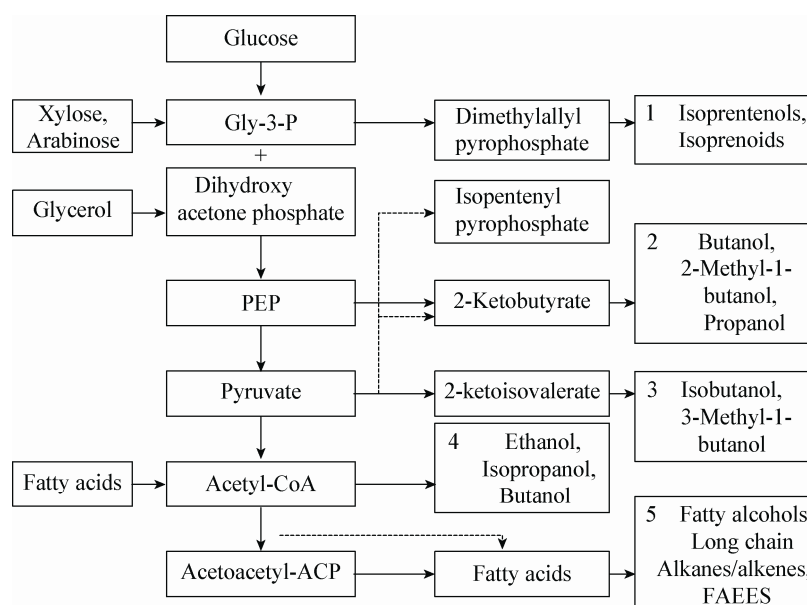 Glucose
Xylose,
Arabinose
Gly-3-P
Dimethylallyl
pyrophosphate
1 Isoprentenols,
Isoprenoids
+
Glycerol
Dihydroxy
acetone phosphate
Isopentenyl
pyrophosphate
PEP
2-Ketobutyrate
2 Butanol,
2-Methyl-1-
butanol,
Propanol
Pyruvate
2-ketoisovalerate
3 Isobutanol,
3-Methyl-1-
butanol
Fatty acids
Acetyl-CoA
4 Ethanol,
Isopropanol,
Butanol
Acetoacetyl-ACP
Fatty acids
5 Fatty alcohols,
Long chain
Alkanes/alkenes,
FAEES